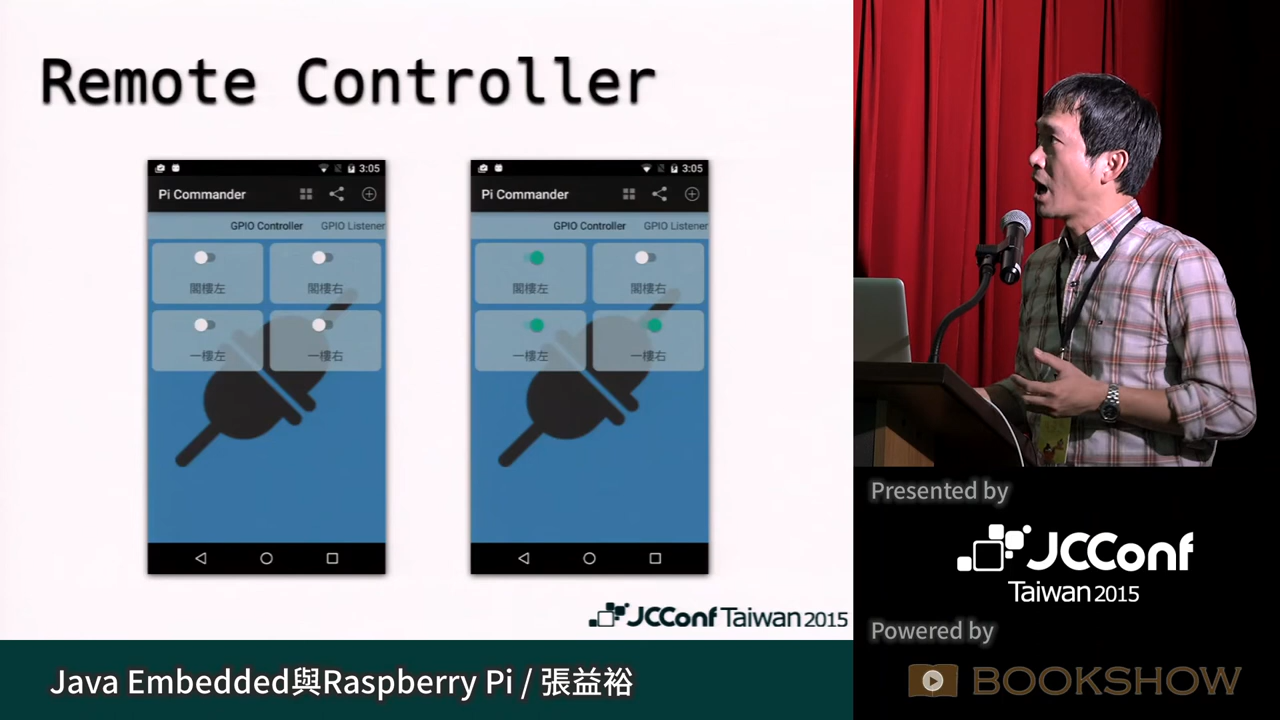 Remote Controller
3:05
Pi Commander
GPIO Controller GPIO Listener
閣樓左 閣樓右
一樓左 一樓右
3:05
Pi Commander
GPIO Controller GPIO Listener
閣樓左 閣樓右
一樓左 一樓右
JCConf Taiwan 2015
Java Embedded與Raspberry Pi / 張益裕
Presented by
JCConf
Taiwan 2015
Powered by
BOOKSHOW